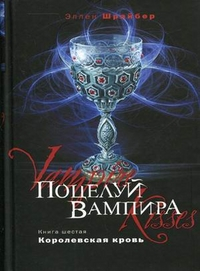 Эллен Шрайбер
Vampire
Поцелуй
Вампира
Kisses
Книга шестая
Королевская кровь